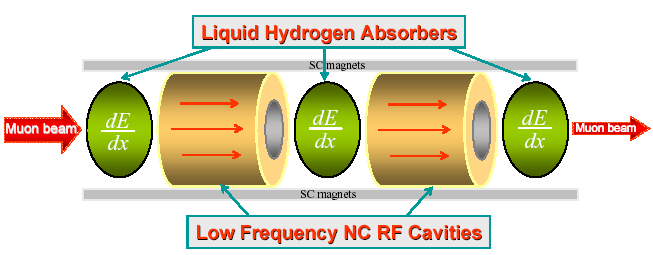 Liquid Hydrogen Absorbers
SC magnets
Muon beam
dE
dx
dE
dx
dE
dx
Muon beam
SC magnets
Low Frequency NC RF Cavities